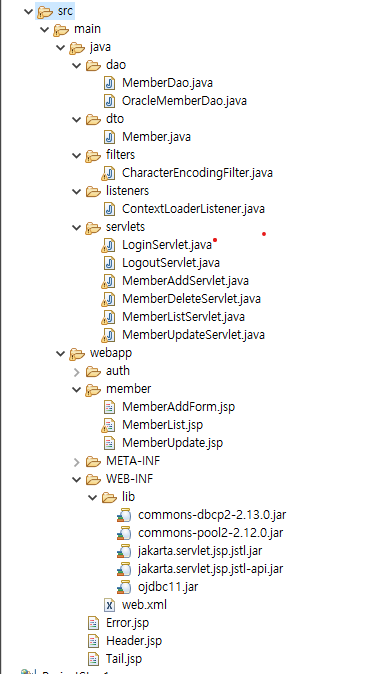 src
main
java
dao
MemberDao.java
OracleMemberDao.java
dto
Member.java
filters
CharacterEncodingFilter.java
listeners
ContextLoaderListener.java
servlets
LoginServlet.java
LogoutServlet.java
MemberAddServlet.java
MemberDeleteServlet.java
MemberListServlet.java
MemberUpdateServlet.java
webapp
auth
member
MemberAddForm.jsp
MemberList.jsp
MemberUpdate.jsp
META-INF
WEB-INF
lib
commons-dbcp2-2.13.0.jar
commons-pool2-2.12.0.jar
jakarta.servlet.jsp.jstl.jar
jakarta.servlet.jsp.jstl-api.jar
ojdbc11.jar
web.xml
Error.jsp
Header.jsp
Tail.jsp